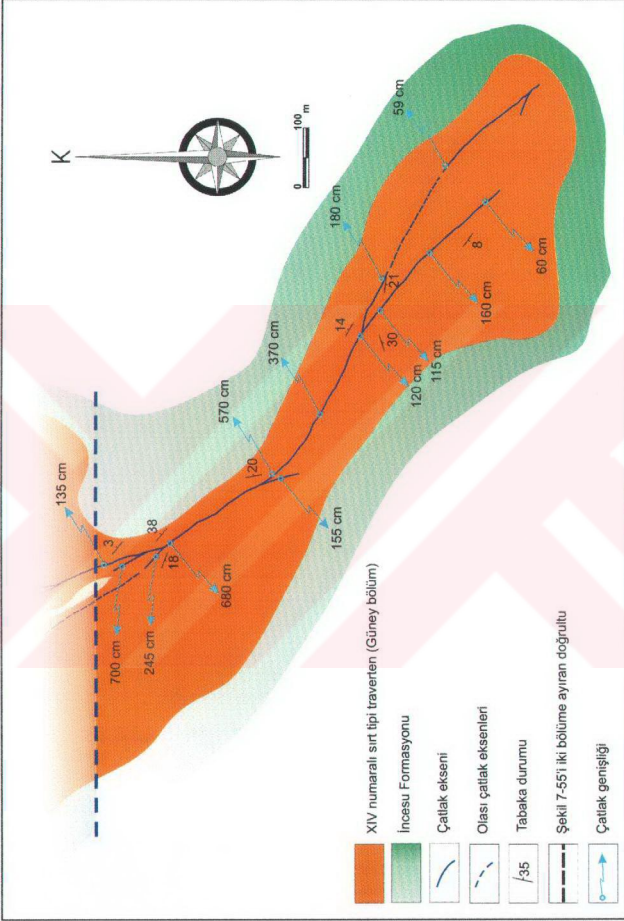 K
0 100 m
135 cm
3
38
18
700 cm
245 cm
680 cm
570 cm
20
155 cm
370 cm
14
180 cm
21
30
120 cm
115 cm
59 cm
160 cm
8
60 cm
XIV numaralı sırt tipi traverten (Güney bölüm)
İncesu Formasyonu
Çatlak ekseni
Olası çatlak eksenleri
35
Tabaka durumu
Şekil 7-55'i iki bölüme ayıran doğrultu
Çatlak genişliği